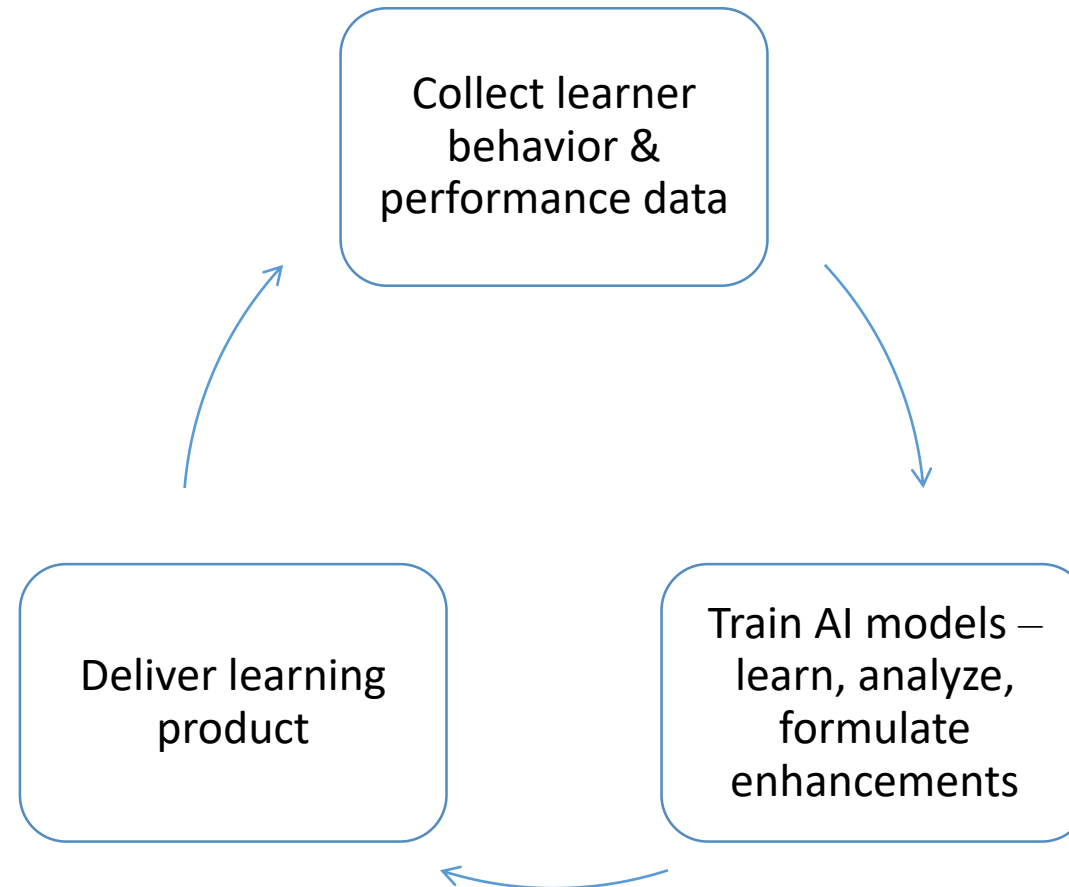 Collect learner
behavior &
performance data
Deliver learning
product
Train AI models –
learn, analyze,
formulate
enhancements